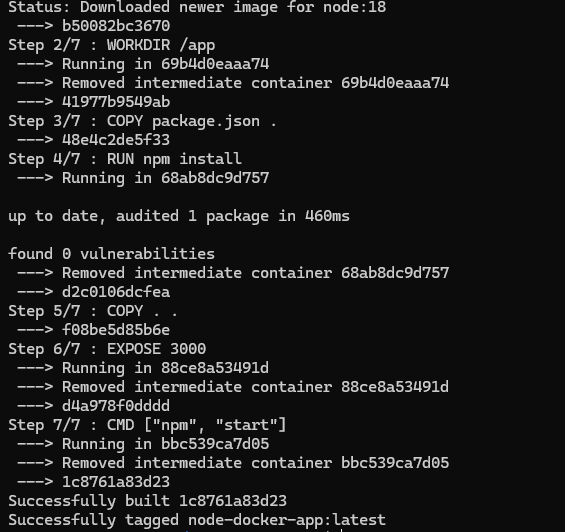 Status: Downloaded newer image for node:18
 ---> b50082bc3670
Step 2/7 : WORKDIR /app
 ---> Running in 69b4d0eaaa74
 ---> Removed intermediate container 69b4d0eaaa74
 ---> 41977b9549ab
Step 3/7 : COPY package.json .
 ---> 48e4c2de5f33
Step 4/7 : RUN npm install
 ---> Running in 68ab8dc9d757

up to date, audited 1 package in 460ms

found 0 vulnerabilities
 ---> Removed intermediate container 68ab8dc9d757
 ---> d2c0106dcfea
Step 5/7 : COPY . .
 ---> f08be5d85b6e
Step 6/7 : EXPOSE 3000
 ---> Running in 88ce8a53491d
 ---> Removed intermediate container 88ce8a53491d
 ---> d4a978f0dddd
Step 7/7 : CMD ["npm", "start"]
 ---> Running in bbc539ca7d05
 ---> Removed intermediate container bbc539ca7d05
 ---> 1c8761a83d23
Successfully built 1c8761a83d23
Successfully tagged node-docker-app:latest